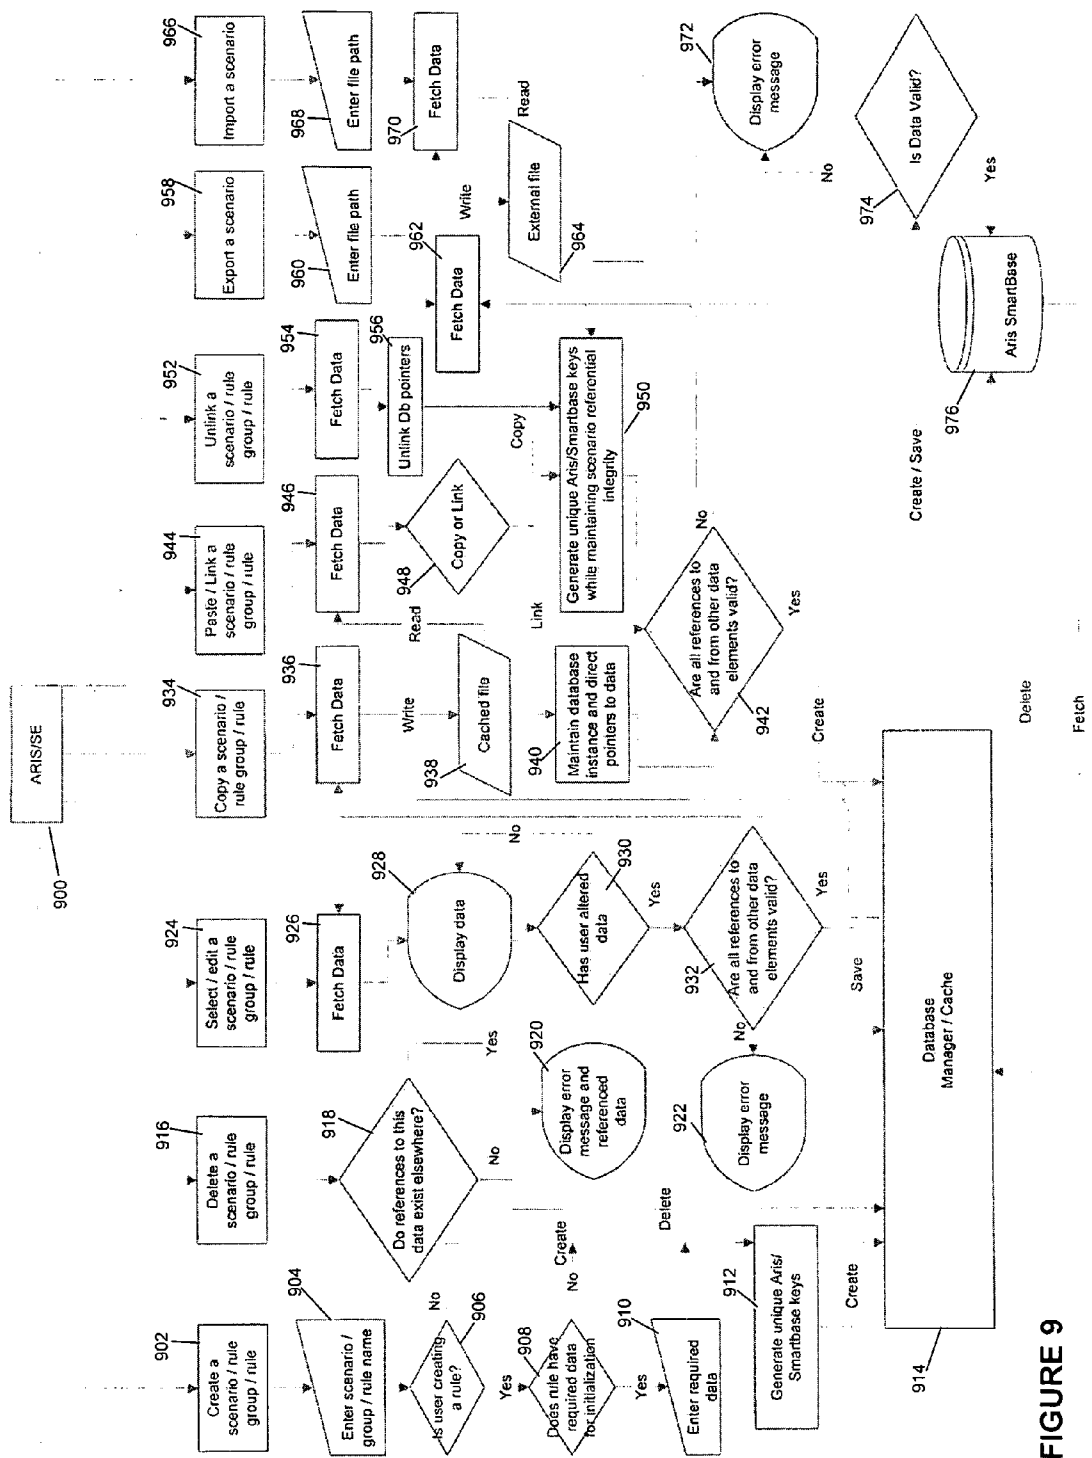 ARIS/SE
900
902
Create a
scenario / rule
group / rule
916
Delete a
scenario / rule
group / rule
924
Select / edit a
scenario / rule
group / rule
934
Copy a scenario /
rule group / rule
944
Paste / Link a
scenario / rule
group / rule
952
Unlink a
scenario / rule
group / rule
958
Export a scenario
966
Import a scenario
904
Enter scenario /
group / rule name
918
Do references to this
data exist elsewhere?
926
Fetch Data
936
Fetch Data
946
Fetch Data
954
Fetch Data
960
Enter file path
968
Enter file path
No
906
Is user creating
a rule?
No
Yes
928
Display data
Write
Read
948
Copy or Link
956
Unlink Db pointers
962
Fetch Data
970
Fetch Data
Yes
908
Does rule have
required data
for initialization
No
Create
920
Display error
message and
referenced
data
No
930
Has user altered
data
938
Cached file
Link
Copy
Write
Read
External file
964
Yes
910
Enter required
data
Delete
Yes
940
Maintain database
instance and direct
pointers to data
Generate unique Aris/Smartbase keys
while maintaining scenario referential
integrity
950
912
Generate unique Aris/
Smartbase keys
922
Display error
message
No
932
Are all references to
and from other data
elements valid?
Yes
942
Are all references to
and from other data
elements valid?
No
Yes
972
Display error
message
No
Create
Save
Create
974
Is Data Valid?
Yes
914
Database
Manager / Cache
Create / Save
976
Aris SmartBase
Delete
Fetch
FIGURE 9